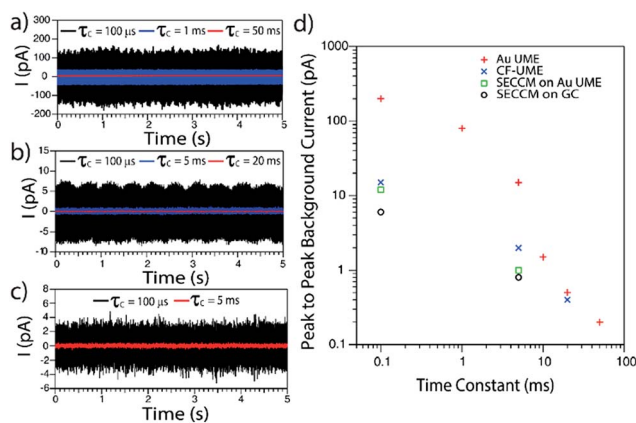 a)
τc = 100 μs τc = 1 ms τc = 50 ms
300
200
100
0
-100
-200
I (pA)
0 1 2 3 4 5
Time (s)
b)
τc = 100 μs τc = 5 ms τc = 20 ms
15
10
5
0
-5
-10
I (pA)
0 1 2 3 4 5
Time (s)
c)
τc = 100 μs τc = 5 ms
8
6
4
2
0
-2
-4
-6
I (pA)
0 1 2 3 4 5
Time (s)
d)
Au UME
CF-UME
SECCM on Au UME
SECCM on GC
Peak to Peak Background Current (pA)
1000
100
10
1
0.1
0.1 1 10 100
Time Constant (ms)